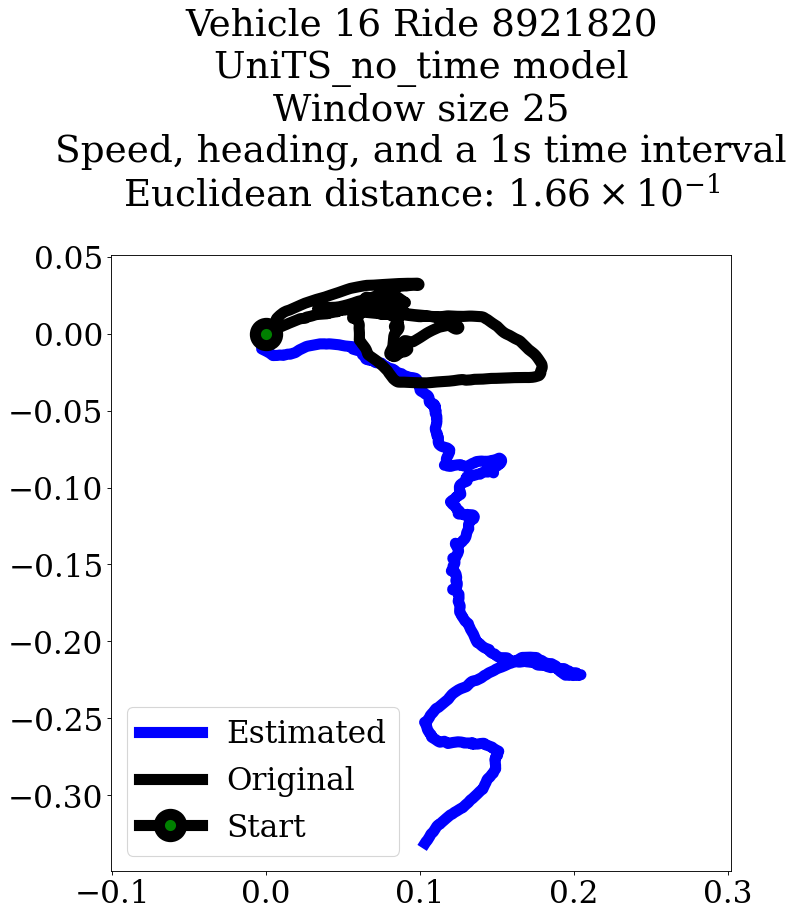 Vehicle 16 Ride 8921820
UniTS_no_time model
Window size 25
Speed, heading, and a 1s time interval
Euclidean distance: 1.66 × 10⁻¹
0.05
0.00
−0.05
−0.10
−0.15
−0.20
−0.25
−0.30
Estimated
Original
Start
−0.1 0.0 0.1 0.2 0.3